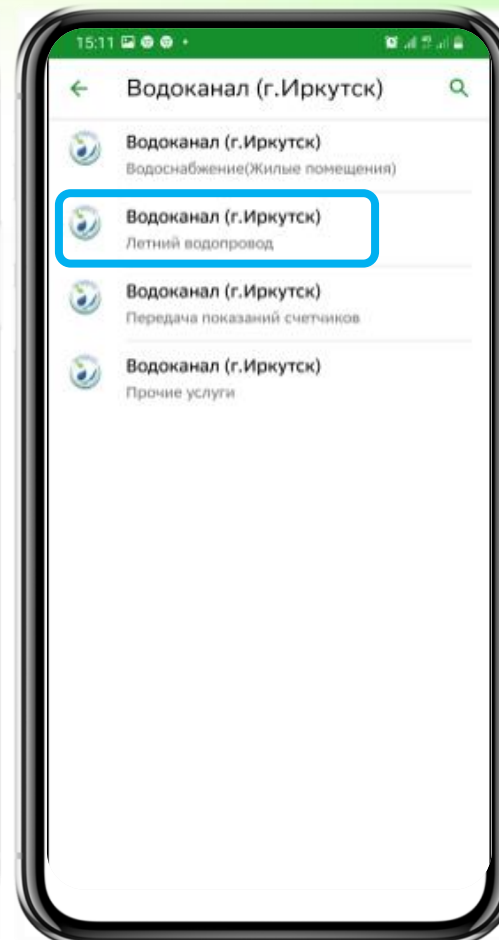 15:11
Водоканал (г.Иркутск)
Водоканал (г.Иркутск)
Водоснабжение(Жилые помещения)
Водоканал (г.Иркутск)
Летний водопровод
Водоканал (г.Иркутск)
Передача показаний счетчиков
Водоканал (г.Иркутск)
Прочие услуги